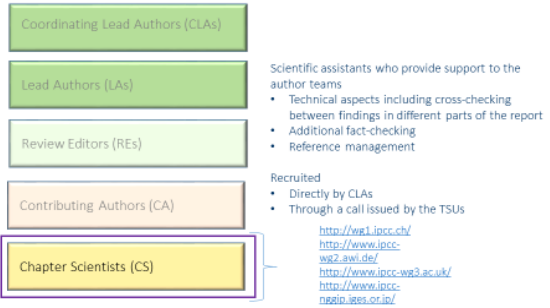 Coordinating Lead Authors (CLAs)
Lead Authors (LAs)
Review Editors (REs)
Contributing Authors (CA)
Chapter Scientists (CS)
Scientific assistants who provide support to the
author teams
• Technical aspects including cross-checking
between findings in different parts of the report
• Additional fact-checking
• Reference management
Recruited
• Directly by CLAs
• Through a call issued by the TSUs
http://wg1.ipcc.ch/
http://www.ipcc-
wg2.awi.de/
http://www.ipcc-wg3.ac.uk/
http://www.ipcc-
nggip.iges.or.jp/